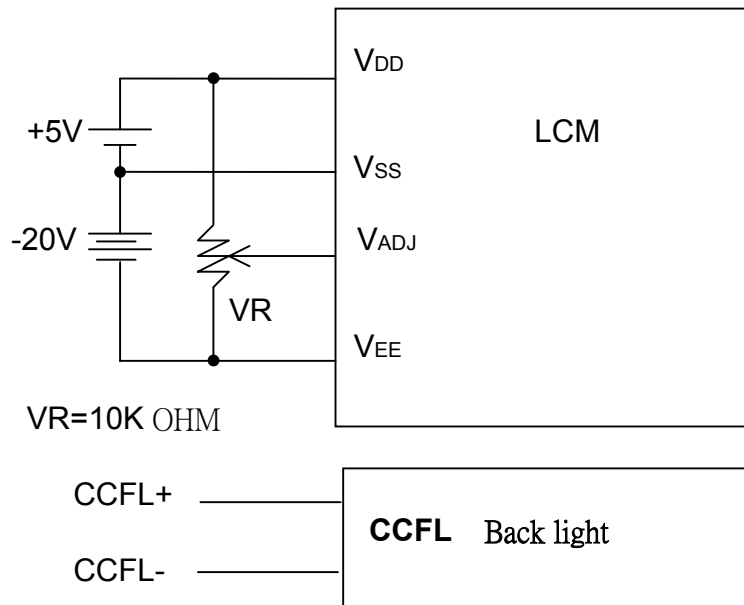 VDD
LCM
+5V
VSS
-20V
VADJ
VR
VEE
VR=10K OHM
CCFL+
CCFL Back light
CCFL-